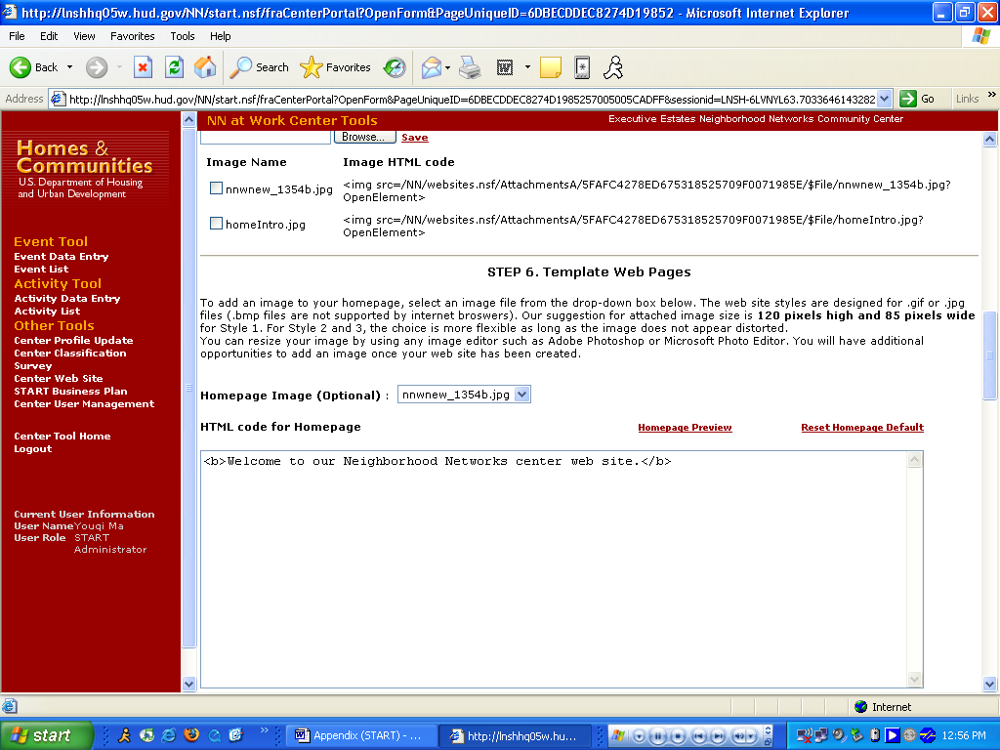 http://lnshhq05w.hud.gov/NN/start.nsf/fraCenterPortal?OpenForm&PageUniqueID=6DBECDDEC8274D19852 - Microsoft Internet Explorer
File Edit View Favorites Tools Help
Back Search Favorites
Address http://lnshhq05w.hud.gov/NN/start.nsf/fraCenterPortal?OpenForm&PageUniqueID=6DBECDDEC8274D1985257005005CADFF&sessionid=LNSH-6LVNYL63.7033646143282 Go Links »
Homes &
Communities
U.S. Department of Housing
and Urban Development
Event Tool
Event Data Entry
Event List
Activity Tool
Activity Data Entry
Activity List
Other Tools
Center Profile Update
Center Classification
Survey
Center Web Site
START Business Plan
Center User Management
Center Tool Home
Logout
Current User Information
User Name Youqi Ma
User Role START
Administrator
NN at Work Center Tools Executive Estates Neighborhood Networks Community Center
Browse... Save
Image Name Image HTML code
nnwnew_1354b.jpg <img src=/NN/websites.nsf/AttachmentsA/5FAFC4278ED675318525709F0071985E/$File/nnwnew_1354b.jpg?
OpenElement>
homeIntro.jpg <img src=/NN/websites.nsf/AttachmentsA/5FAFC4278ED675318525709F0071985E/$File/homeIntro.jpg?
OpenElement>
STEP 6. Template Web Pages
To add an image to your homepage, select an image file from the drop-down box below. The web site styles are designed for .gif or .jpg
files (.bmp files are not supported by internet broswers). Our suggestion for attached image size is 120 pixels high and 85 pixels wide
for Style 1. For Style 2 and 3, the choice is more flexible as long as the image does not appear distorted.
You can resize your image by using any image editor such as Adobe Photoshop or Microsoft Photo Editor. You will have additional
opportunities to add an image once your web site has been created.
Homepage Image (Optional) : nnwnew_1354b.jpg
HTML code for Homepage Homepage Preview Reset Homepage Default
<b>Welcome to our Neighborhood Networks center web site.</b>
Internet
start » Appendix (START) - ... http://lnshhq05w.hu... 12:56 PM